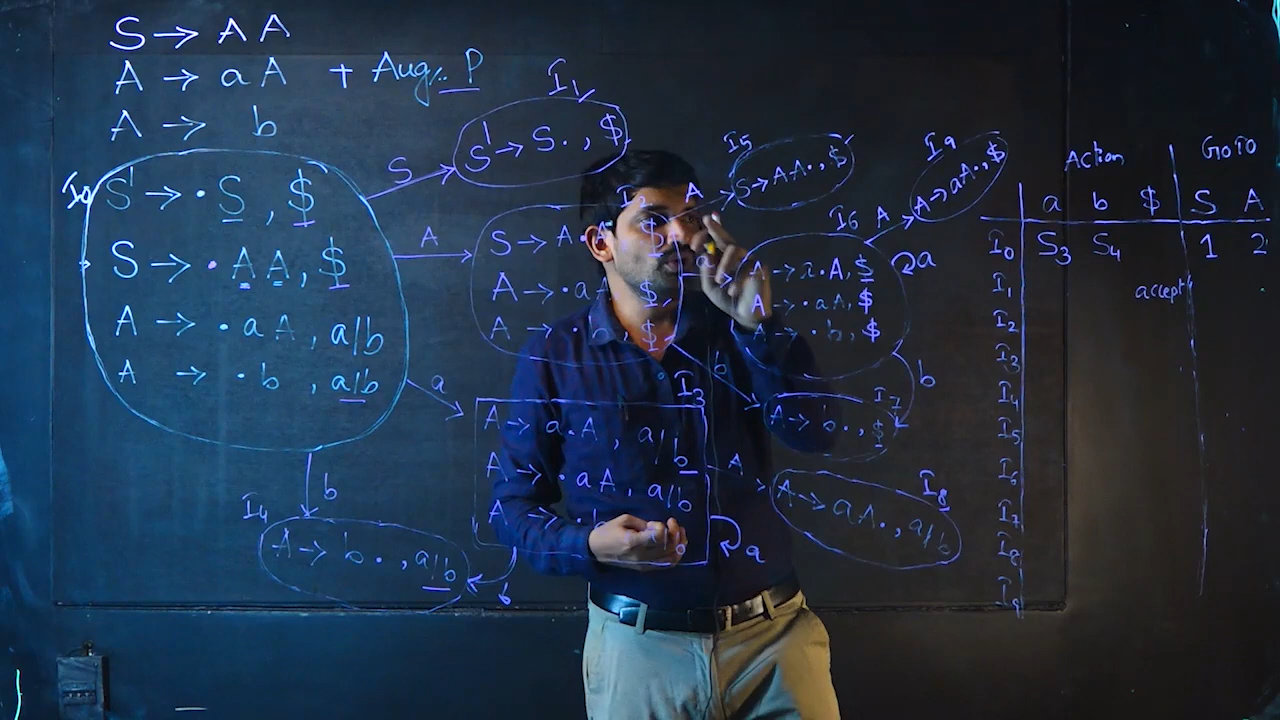 S → AA
A → aA + Aug. P
A → b
I0
S' → ·S , $
S → ·AA, $
A → ·aA, a|b
A → ·b , a|b
S
I1
S' → S· , $
A
S → A·A $
A → ·aA $,
A → ·b , $
A
I5
S → AA·, $
I6
A → a·A, $
A → ·aA, $
A → ·b, $
a
A
I9
A → aA·, $
b
b
I7
A → b·, $
a
I3
A → a·A , a|b
A → ·aA, a|b
A → ·b
a
b
A
I8
A → aA·, a|b
b
I4
A → b· , a|b
Action GOTO
a b $ S A
I0 S3 S4 1 2
I1 accept
I2
I3
I4
I5
I6
I7
I8
I9